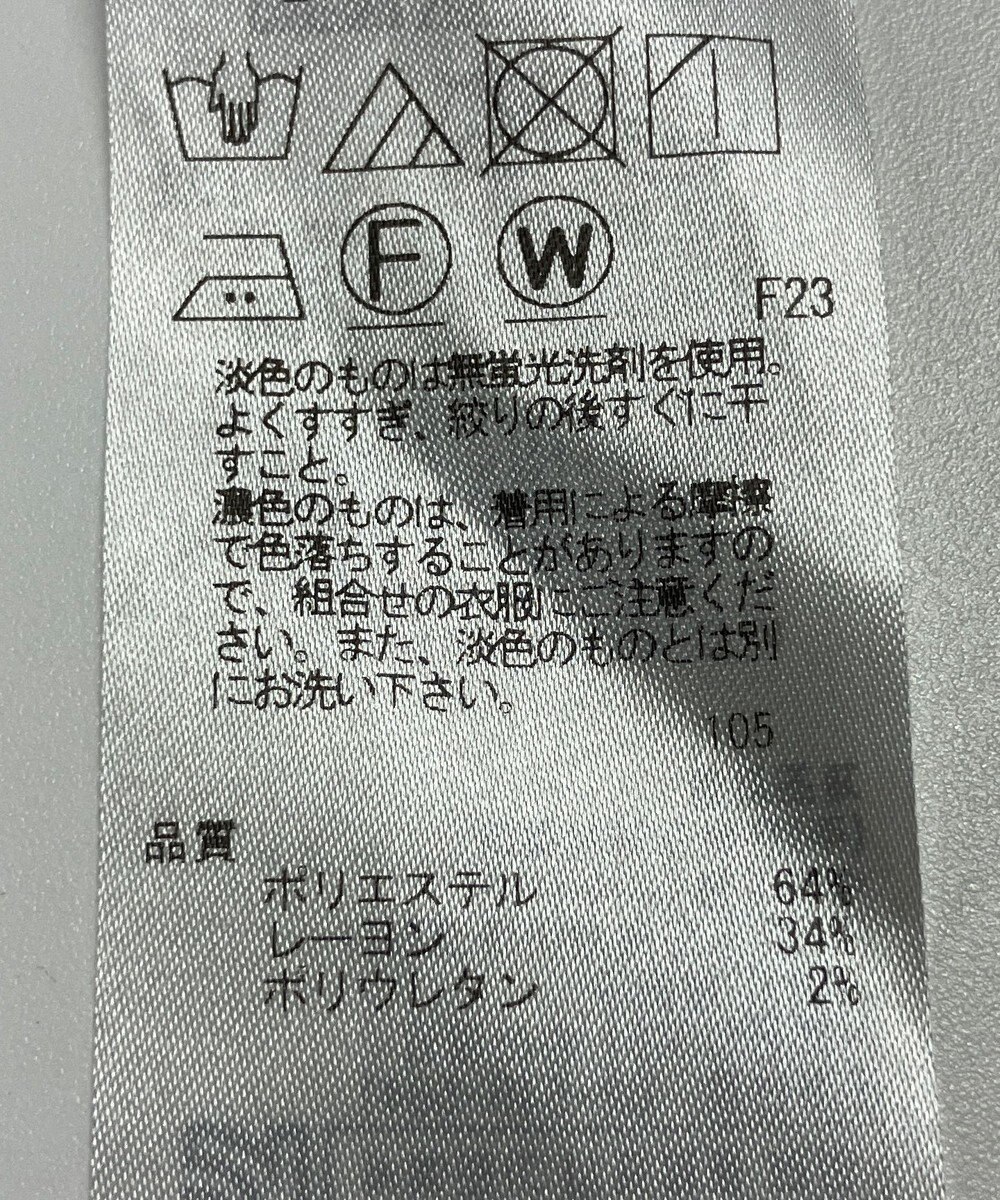 F
W
F23
淡色のものは無蛍光洗剤を使用。
よくすすぎ、絞りの後すぐに干
すこと。
濃色のものは、着用による摩擦
で色落ちすることがありますの
で、組合せの衣服にご注意くだ
さい。また、淡色のものとは別
にお洗い下さい。
105
品質
ポリエステル 64%
レーヨン 34%
ポリウレタン 2%